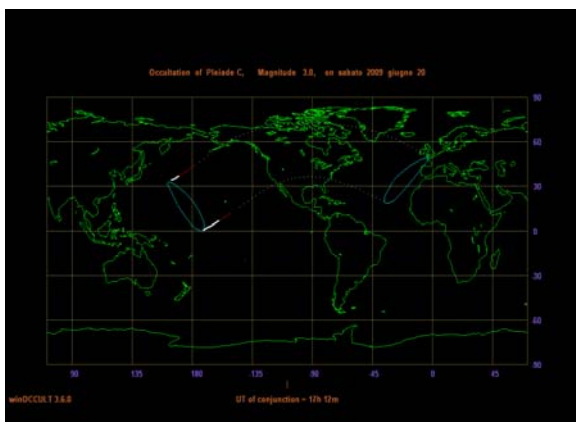 Occultation of Pleiade C, Magnitude 3.8, on sabato 2009 giugno 20
90
60
30
0
-30
-60
-90
90 135 180 -135 -90 -45 0 45
winOCCULT 3.6.0 UT of conjunction = 17h 12m